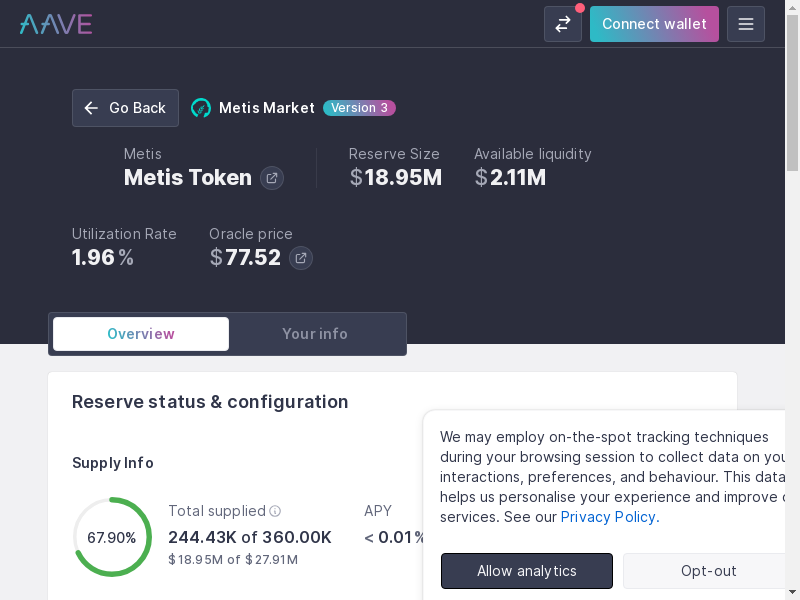 AAVE
Connect wallet
Go Back
Metis Market
Version 3
Metis
Metis Token
Reserve Size
$18.95M
Available liquidity
$2.11M
Utilization Rate
1.96%
Oracle price
$77.52
Overview
Your info
Reserve status & configuration
Supply Info
67.90%
Total supplied
244.43K of 360.00K
$18.95M of $27.91M
APY
< 0.01%
We may employ on-the-spot tracking techniques
during your browsing session to collect data on you
interactions, preferences, and behaviour. This data
helps us personalise your experience and improve o
services. See our Privacy Policy.
Allow analytics
Opt-out